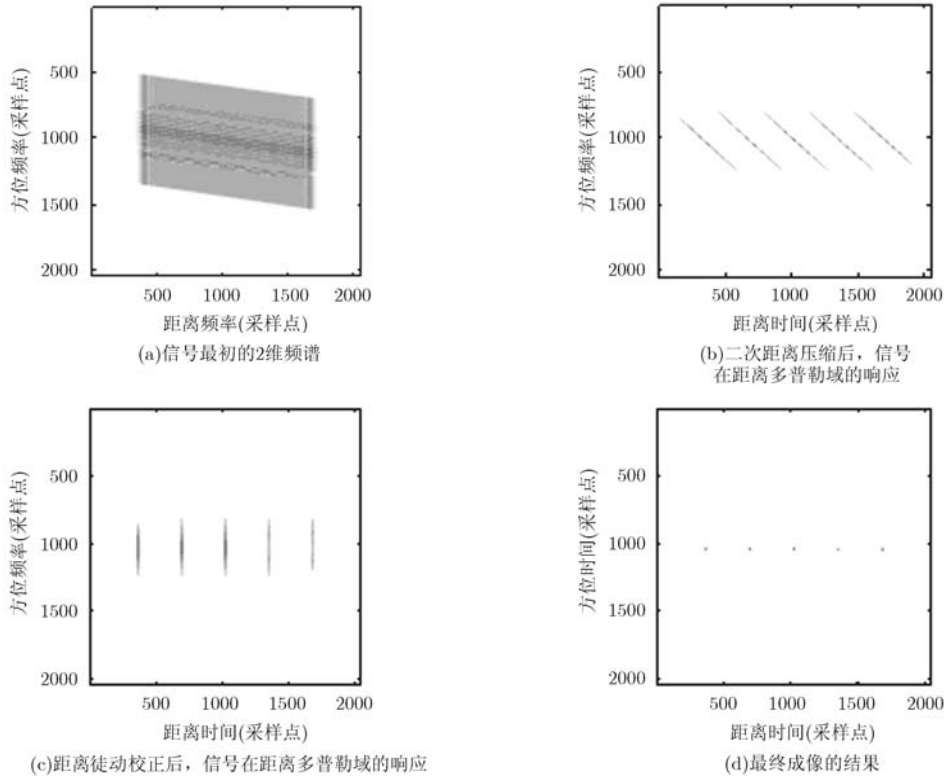 500
1000
1500
2000
方位频率(采样点)
500 1000 1500 2000
距离频率(采样点)
(a)信号最初的2维频谱
500
1000
1500
2000
方位频率(采样点)
500 1000 1500 2000
距离时间(采样点)
(b)二次距离压缩后，信号
在距离多普勒域的响应
500
1000
1500
2000
方位频率(采样点)
500 1000 1500 2000
距离时间(采样点)
(c)距离徒动校正后，信号在距离多普勒域的响应
500
1000
1500
2000
方位时间(采样点)
500 1000 1500 2000
距离时间(采样点)
(d)最终成像的结果